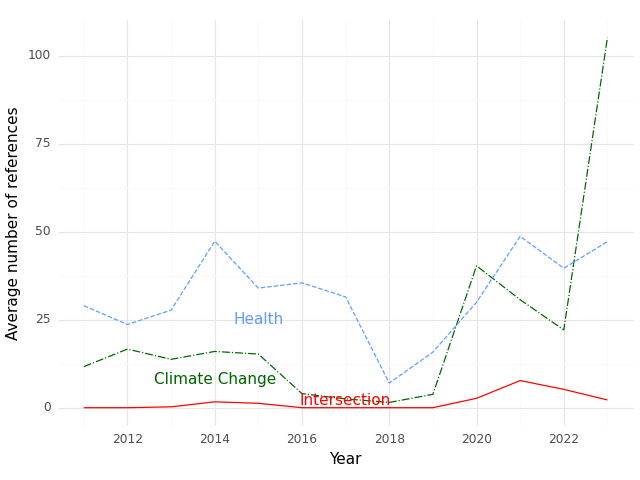 100
75
50
25
0
Average number of references
Health
Climate Change
Intersection
2012 2014 2016 2018 2020 2022
Year